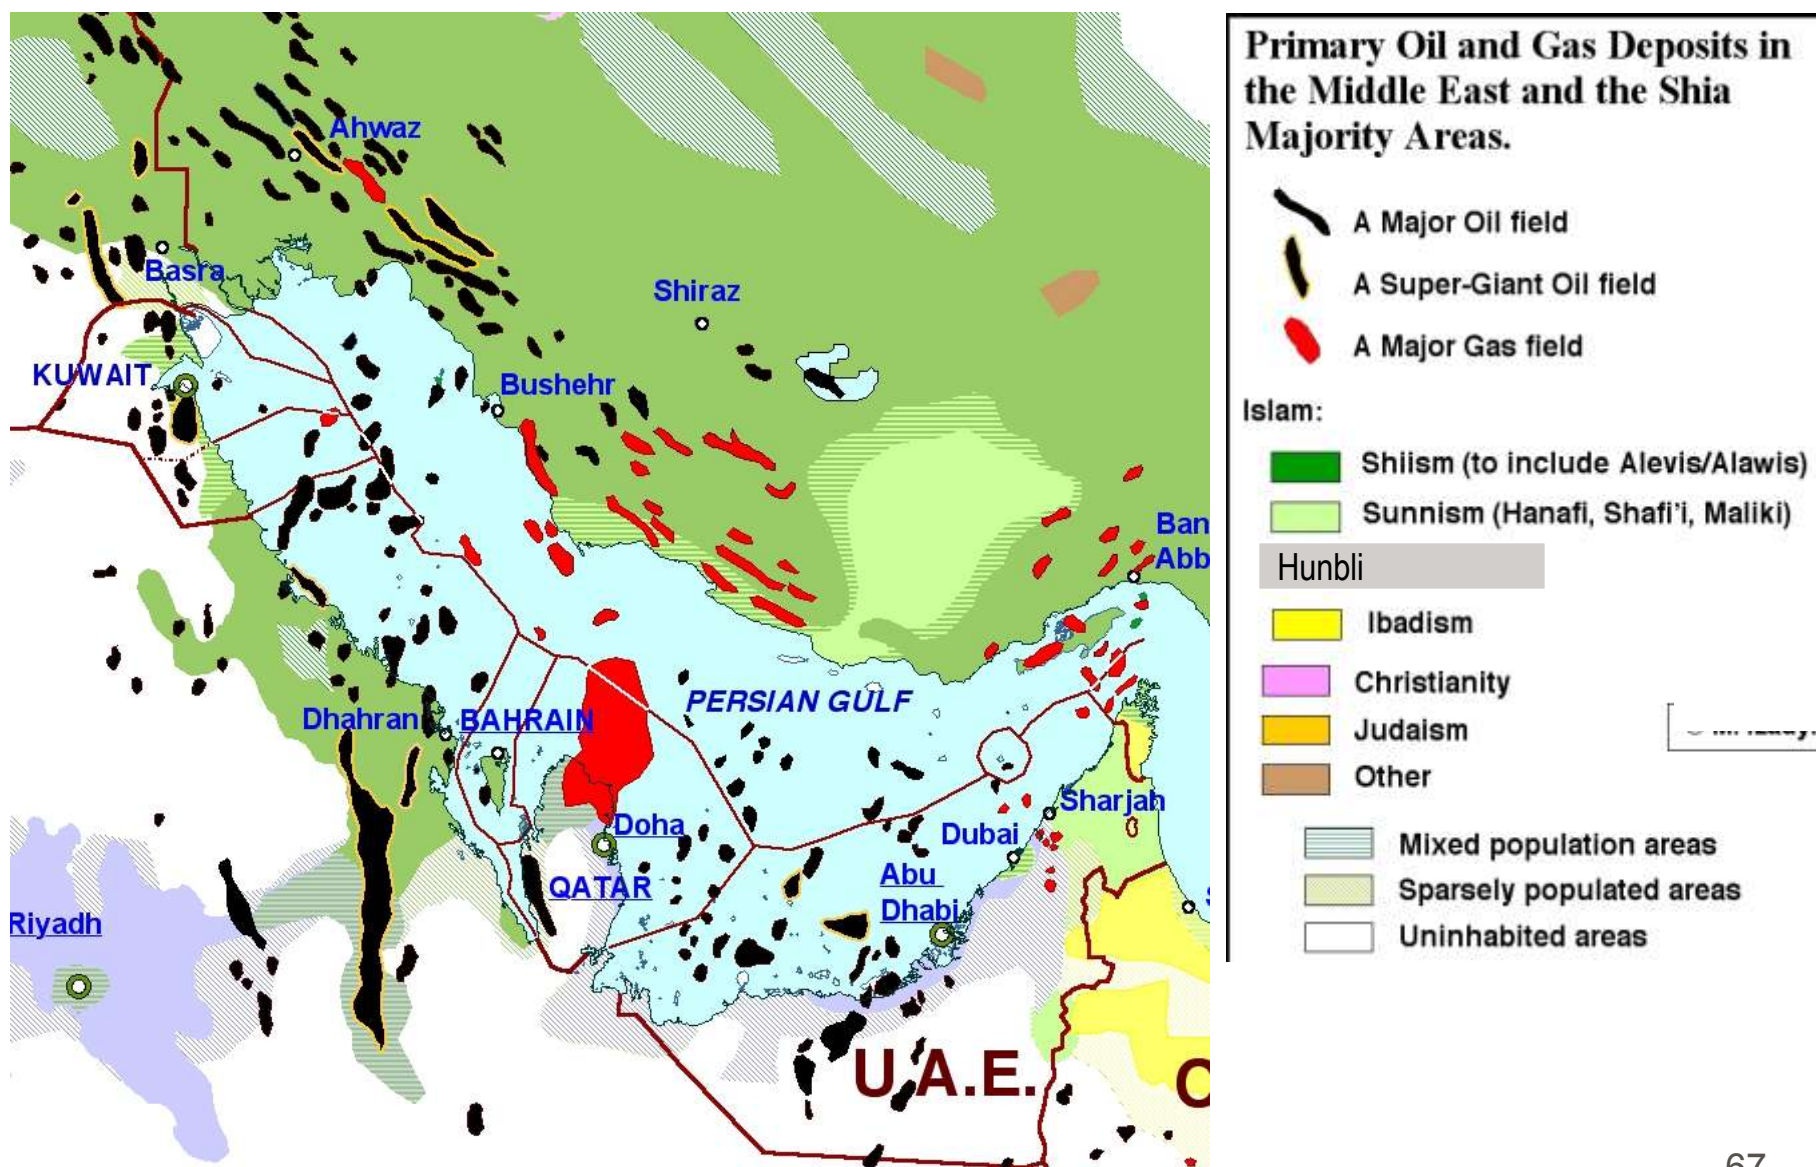 Primary Oil and Gas Deposits in
the Middle East and the Shia
Majority Areas.
A Major Oil field
A Super-Giant Oil field
A Major Gas field
Islam:
Shiism (to include Alevis/Alawis)
Sunnism (Hanafi, Shafi'i, Maliki)
Hunbli
Ibadism
Christianity
Judaism
Other
Mixed population areas
Sparsely populated areas
Uninhabited areas
Ahwaz
Basra
Shiraz
KUWAIT
Bushehr
Ban
Abb
PERSIAN GULF
Dhahran
BAHRAIN
Sharjah
Doha
Dubai
QATAR
Abu
Dhabi
Riyadh
U.A.E.
67